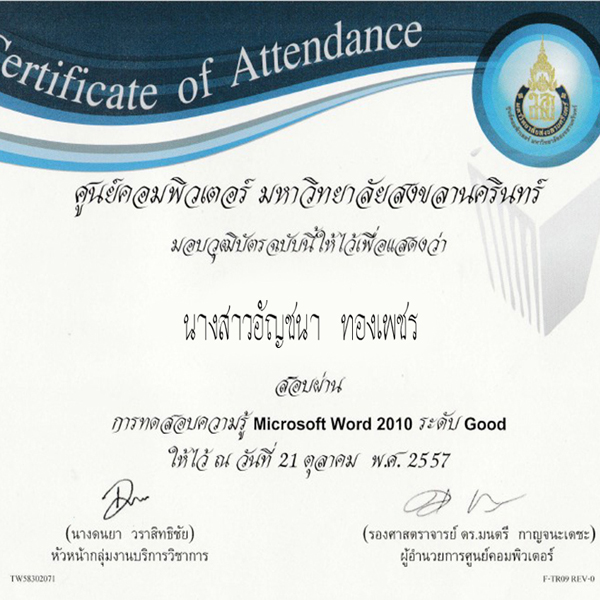 Certificate of Attendance
ศูนย์คอมพิวเตอร์ มหาวิทยาลัยสงขลานครินทร์
มอบวุฒิบัตรฉบับนี้ให้ไว้เพื่อแสดงว่า
นางสาวอัญชนา ทองเพชร
สอบผ่าน
การทดสอบความรู้ Microsoft Word 2010 ระดับ Good
ให้ไว้ ณ วันที่ 21 ตุลาคม พ.ศ. 2557
(นางดนยา วราสิทธิชัย)
หัวหน้ากลุ่มงานบริการวิชาการ
(รองศาสตราจารย์ ดร.มนตรี กาญจนะเดชะ)
ผู้อำนวยการศูนย์คอมพิวเตอร์
TW58302071
F-TR09 REV-0